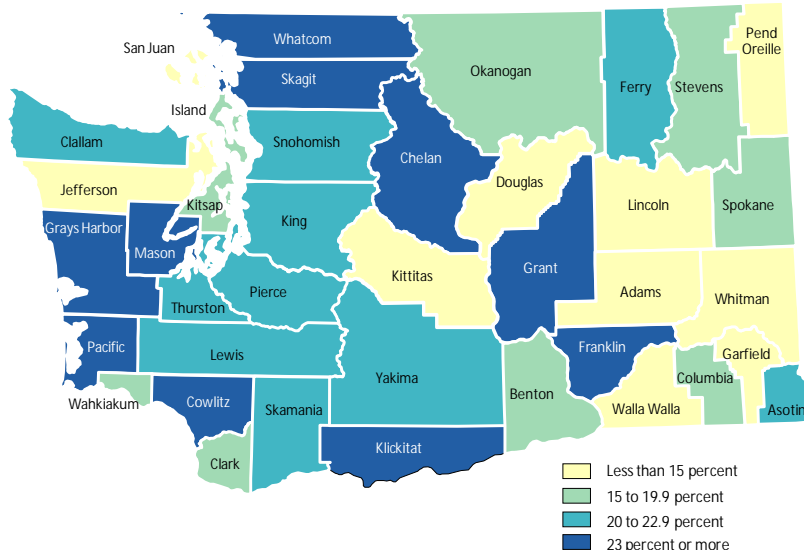 Whatcom
San Juan
Skagit
Island
Okanogan
Ferry
Stevens
Pend
Oreille
Clallam
Snohomish
Chelan
Jefferson
Kitsap
Douglas
Lincoln
Spokane
King
Grays Harbor
Mason
Kittitas
Grant
Adams
Whitman
Thurston
Pierce
Pacific
Lewis
Yakima
Franklin
Garfield
Columbia
Benton
Wahkiakum
Cowlitz
Skamania
Walla Walla
Asotin
Klickitat
Clark
Less than 15 percent
15 to 19.9 percent
20 to 22.9 percent
23 percent or more